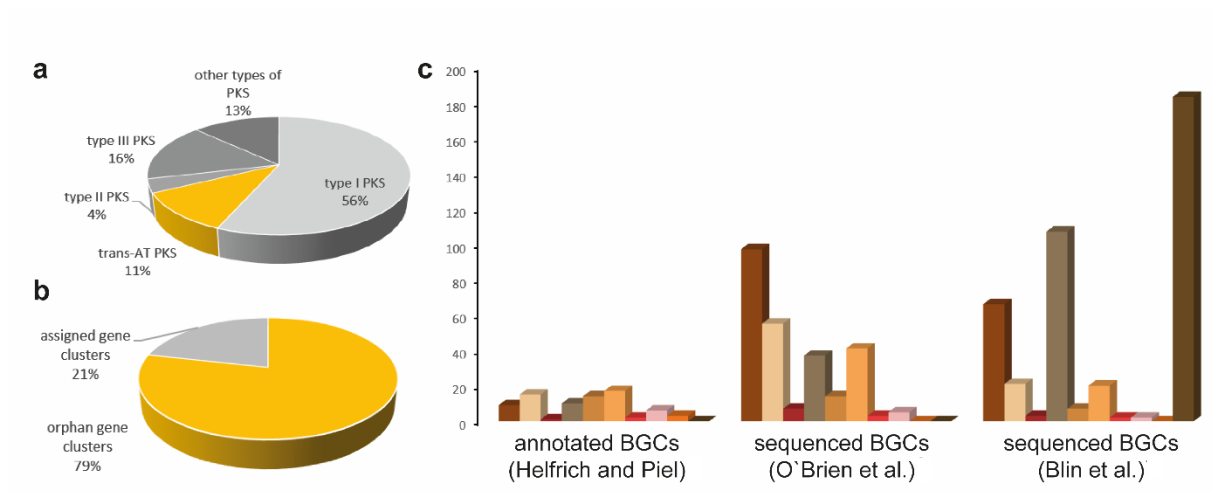 a
other types of
PKS
13%
type III PKS
16%
type II PKS
4%
trans-AT PKS
11%
type I PKS
56%
b
assigned gene
clusters
21%
orphan gene
clusters
79%
c
200
180
160
140
120
100
80
60
40
20
0
annotated BGCs
(Helfrich and Piel)
sequenced BGCs
(O`Brien et al.)
sequenced BGCs
(Blin et al.)